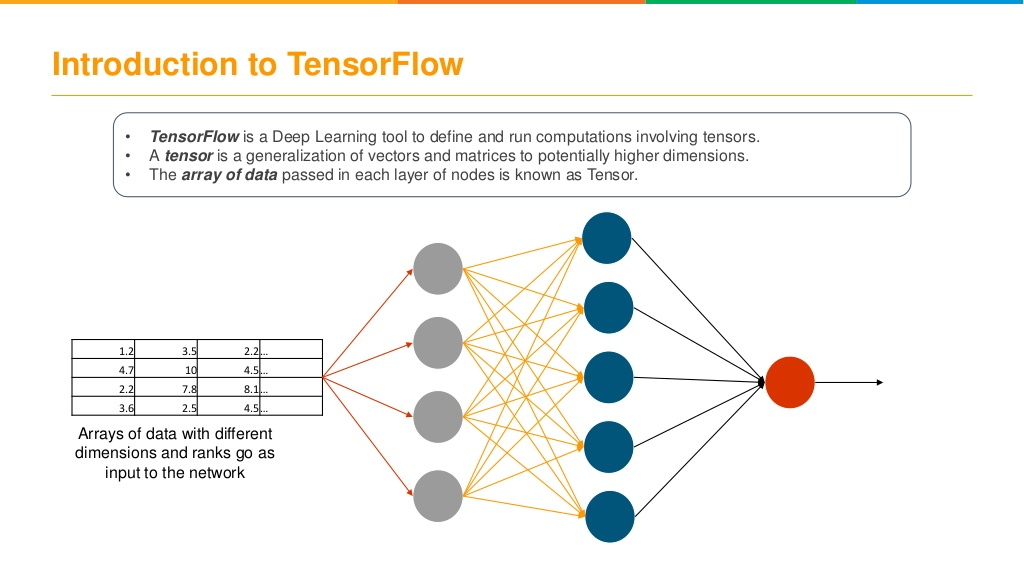 Introduction to TensorFlow
• TensorFlow is a Deep Learning tool to define and run computations involving tensors.
• A tensor is a generalization of vectors and matrices to potentially higher dimensions.
• The array of data passed in each layer of nodes is known as Tensor.
1.2 3.5 2.2 ...
4.7 10 4.5 ...
2.2 7.8 8.1 ...
3.6 2.5 4.5 ...
Arrays of data with different
dimensions and ranks go as
input to the network